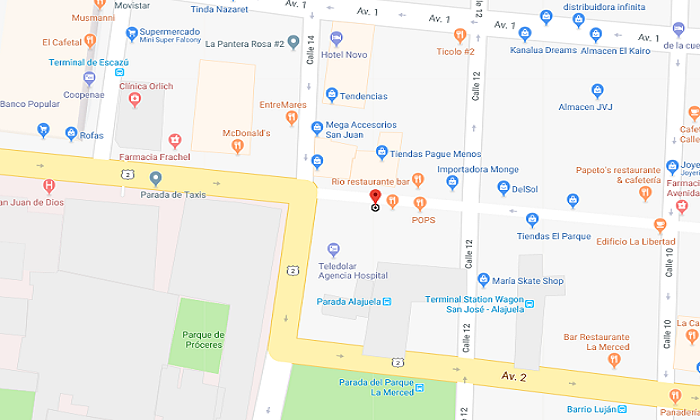 Musmanni
Tinda Nazaret
Av. 1
Av. 1
Av. 1
Calle 12
distribuidora infinita
El Cafetal
Supermercado
Mini Super Falcony
La Pantera Rosa #2
Calle 14
Hotel Novo
Ticolo #2
Kanalua Dreams
Almacen El Kairo
de la cue
Terminal de Escazú
Coopenae
Clínica Orlich
Tendencias
Calle 12
Almacen JVJ
Banco Popular
EntreMares
Cafe
Calle
Rofas
McDonald's
Mega Accesorios
San Juan
Farmacia Frachel
Tiendas Pague Menos
Importadora Monge
Papeto's restaurante
& cafetería
Joye
Joyerí
2
Parada de Taxis
Rio restaurante bar
DelSol
Farmacia
Avenida
San Juan de Dios
POPS
Tiendas El Parque
Edificio La Libertad
Teledolar
Agencia Hospital
Calle 12
Calle 10
2
María Skate Shop
Parada Alajuela
Terminal Station Wagon
San José - Alajuela
Parque de
Próceres
Calle 12
Bar Restaurante
La Merced
La Ca
Calle 10
2
Av. 2
Parada del Parque
La Merced
Barrio Luján
Panade